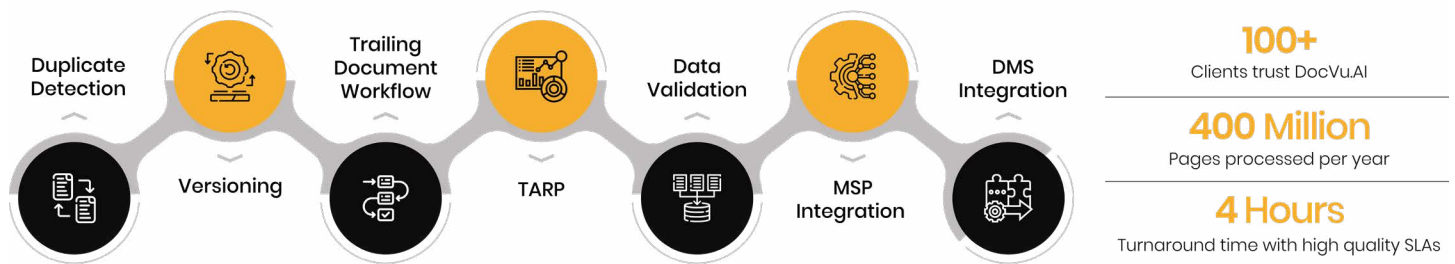 Duplicate
Detection
Versioning
Trailing
Document
Workflow
TARP
Data
Validation
MSP
Integration
DMS
Integration
100+
Clients trust DocVu.AI
400 Million
Pages processed per year
4 Hours
Turnaround time with high quality SLAs